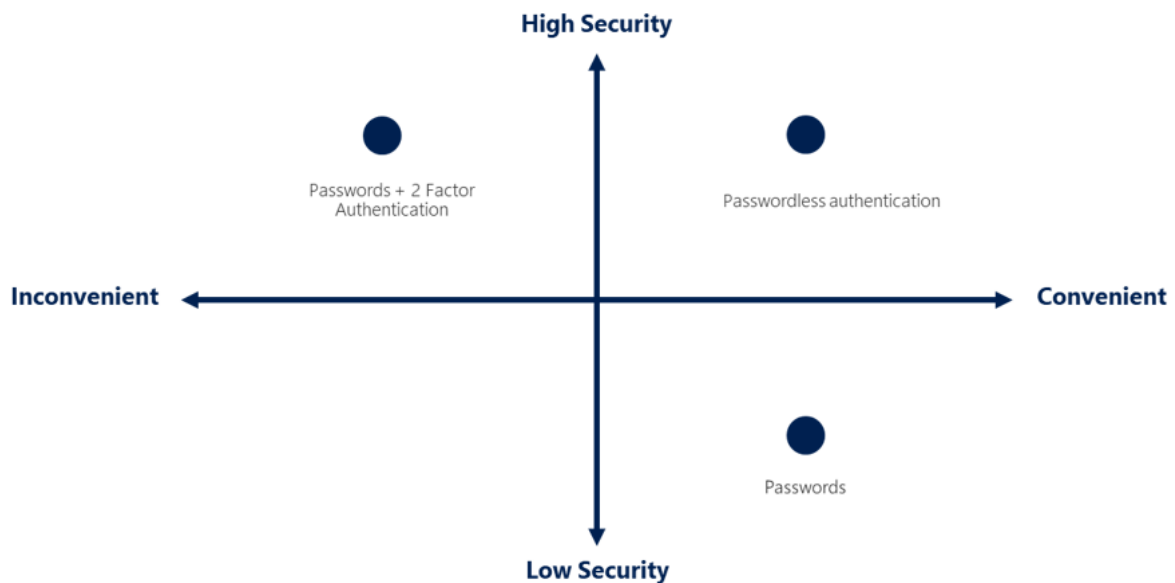 High Security
Passwords + 2 Factor
Authentication
Passwordless authentication
Inconvenient
Convenient
Passwords
Low Security